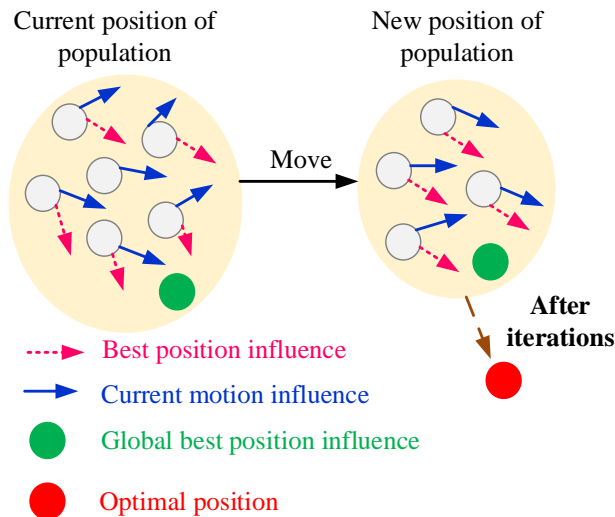 Current position of
population
New position of
population
Move
After
iterations
Best position influence
Current motion influence
Global best position influence
Optimal position